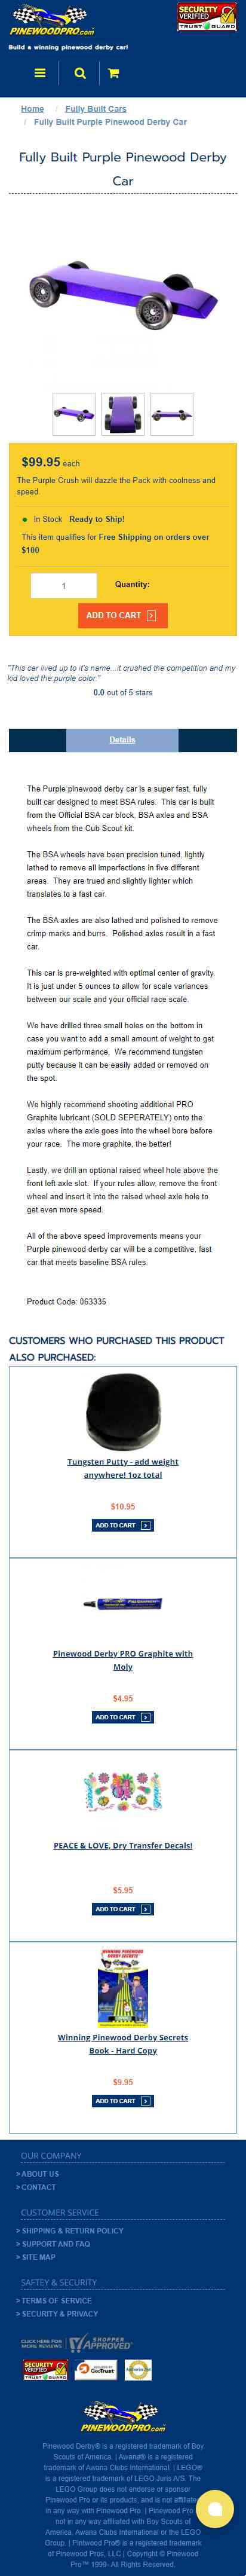 PINEWOODPRO.com
SECURITY
VERIFIED
TRUST GUARD
Build a winning pinewood derby car!
Home / Fully Built Cars
/ Fully Built Purple Pinewood Derby Car
Fully Built Purple Pinewood Derby
Car
$99.95 each
The Purple Crush will dazzle the Pack with coolness and
speed.
In Stock Ready to Ship!
This item qualifies for Free Shipping on orders over
$100
1 Quantity:
ADD TO CART
"This car lived up to it's name...it crushed the competition and my
kid loved the purple color."
0.0 out of 5 stars
Details
The Purple pinewood derby car is a super fast, fully
built car designed to meet BSA rules. This car is built
from the Official BSA car block, BSA axles and BSA
wheels from the Cub Scout kit.
The BSA wheels have been precision tuned, lightly
lathed to remove all imperfections in five different
areas. They are trued and slightly lighter which
translates to a fast car.
The BSA axles are also lathed and polished to remove
crimp marks and burrs. Polished axles result in a fast
car.
This car is pre-weighted with optimal center of gravity.
It is just under 5 ounces to allow for scale variances
between our scale and your official race scale.
We have drilled three small holes on the bottom in
case you want to add a small amount of weight to get
maximum performance. We recommend tungsten
putty because it can be easily added or removed on
the spot.
We highly recommend shooting additional PRO
Graphite lubricant (SOLD SEPERATELY) onto the
axles where the axle goes into the wheel bore before
your race. The more graphite, the better!
Lastly, we drill an optional raised wheel hole above the
front left axle slot. If your rules allow, remove the front
wheel and insert it into the raised wheel axle hole to
get even more speed.
All of the above speed improvements means your
Purple pinewood derby car will be a competitive, fast
car that meets baseline BSA rules.
Product Code: 063335
CUSTOMERS WHO PURCHASED THIS PRODUCT
ALSO PURCHASED:
Tungsten Putty - add weight
anywhere! 1oz total
$10.95
ADD TO CART
Pinewood Derby PRO Graphite with
Moly
$4.95
ADD TO CART
PEACE & LOVE, Dry Transfer Decals!
$5.95
ADD TO CART
WINNING PINEWOOD
DERBY SECRETS
Winning Pinewood Derby Secrets
Book - Hard Copy
$9.95
ADD TO CART
OUR COMPANY
> ABOUT US
> CONTACT
CUSTOMER SERVICE
> SHIPPING & RETURN POLICY
> SUPPORT AND FAQ
> SITE MAP
SAFTEY & SECURITY
> TERMS OF SERVICE
> SECURITY & PRIVACY
CLICK HERE FOR
MORE REVIEWS
SHOPPER
APPROVED
SECURITY
VERIFIED
TRUST GUARD
GeoTrust
PINEWOODPRO.com
Pinewood Derby® is a registered trademark of Boy
Scouts of America. | Awana® is a registered
trademark of Awana Clubs International. | LEGO®
is a registered trademark of LEGO Juris A/S. The
LEGO Group does not endorse or sponsor
Pinewood Pro or its products, and is not affiliated
in any way with Pinewood Pro. | Pinewood Pro is
not in any way affiliated with Boy Scouts of
America, Awana Clubs International or the LEGO
Group. | Pintwood Pro® is a registered trademark
of Pinewood Pros, LLC | Copyright © Pinewood
Pro™ 1999- All Rights Reserved.